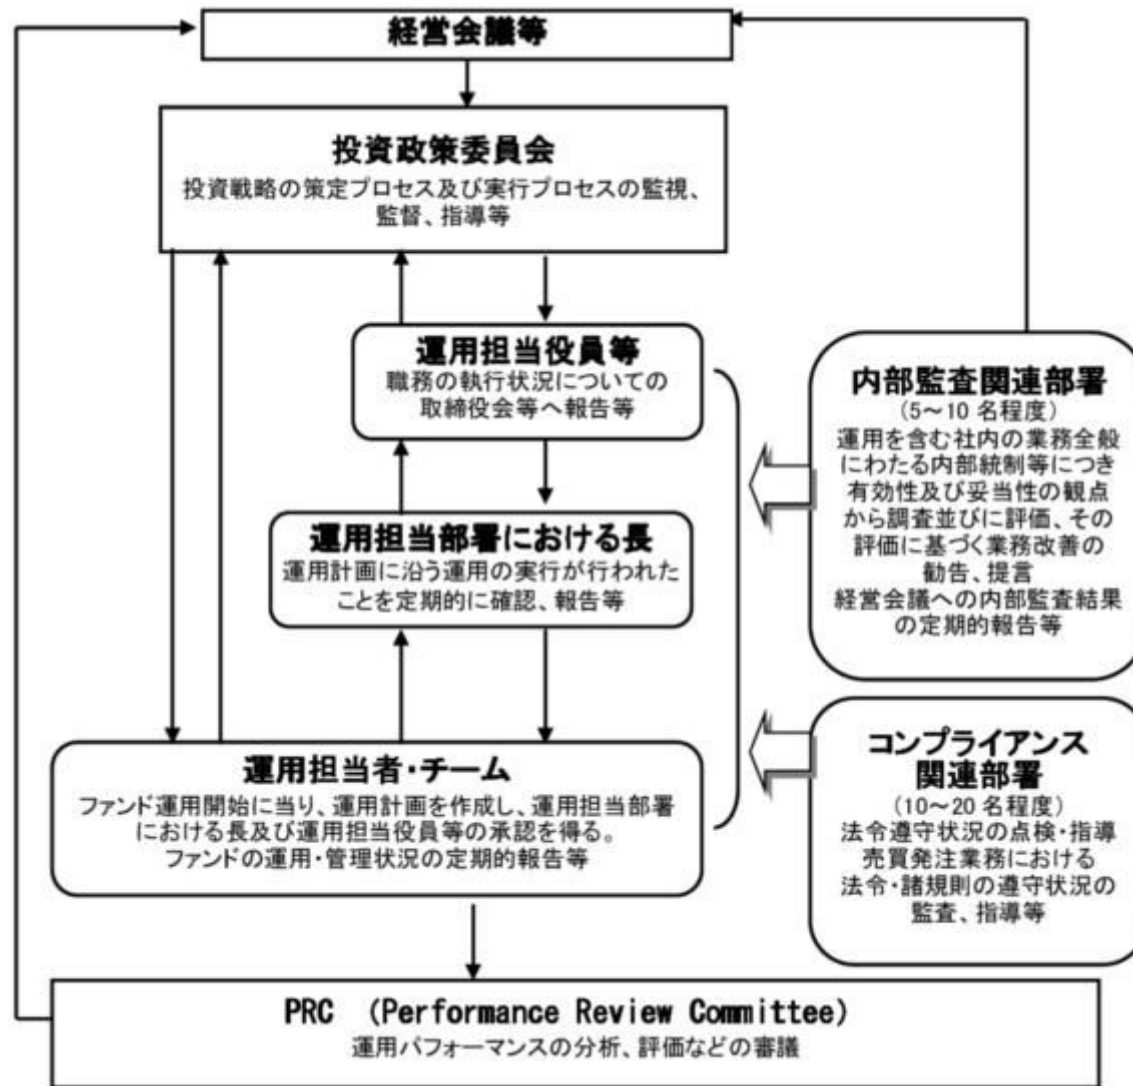 経営会議等
投資政策委員会
投資戦略の策定プロセス及び実行プロセスの監視、
監督、指導等
運用担当役員等
職務の執行状況についての
取締役会等へ報告等
運用担当部署における長
運用計画に沿う運用の実行が行われた
ことを定期的に確認、報告等
運用担当者・チーム
ファンド運用開始に当り、運用計画を作成し、運用担当部署
における長及び運用担当役員等の承認を得る。
ファンドの運用・管理状況の定期的報告等
内部監査関連部署
(5～10 名程度)
運用を含む社内の業務全般
にわたる内部統制等につき
有効性及び妥当性の観点
から調査並びに評価、その
評価に基づく業務改善の
勧告、提言
経営会議への内部監査結果
の定期的報告等
コンプライアンス
関連部署
(10～20 名程度)
法令遵守状況の点検・指導
売買発注業務における
法令・諸規則の遵守状況の
監査、指導等
PRC (Performance Review Committee)
運用パフォーマンスの分析、評価などの審議